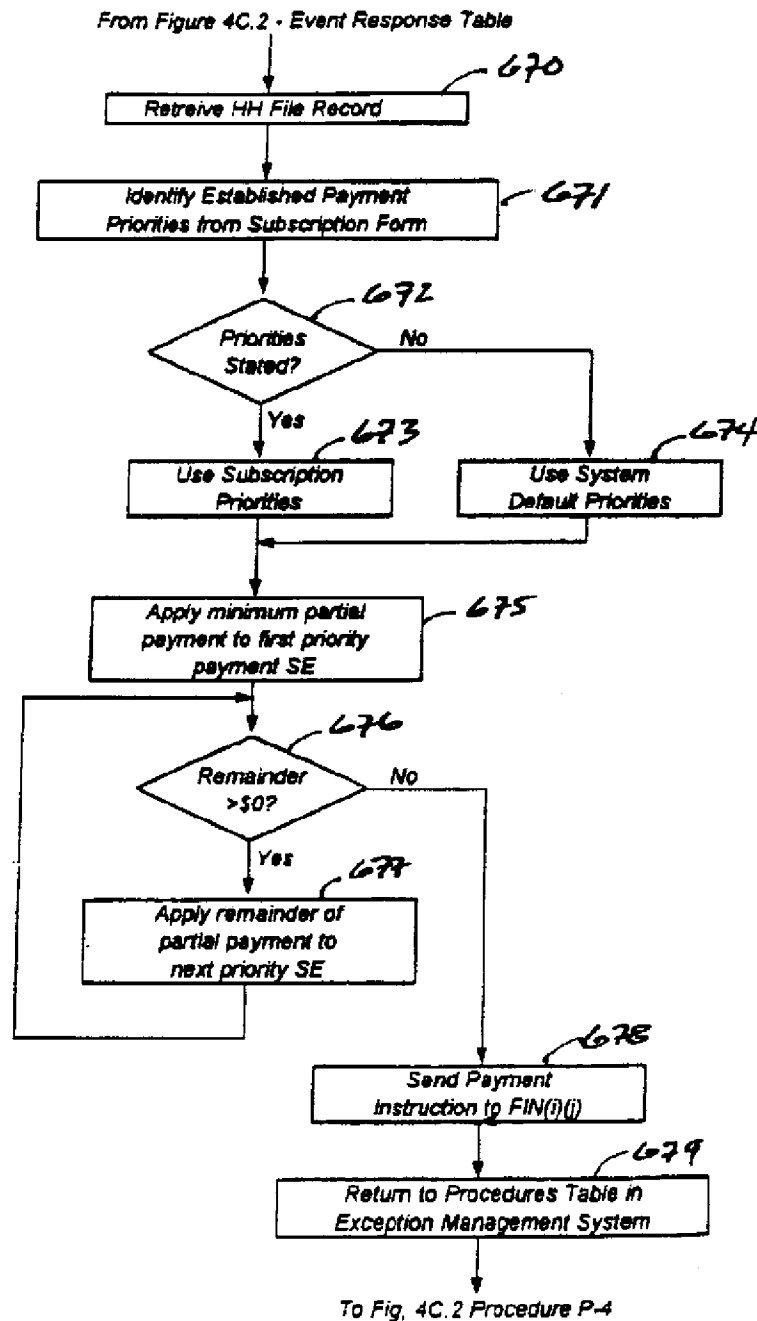 From Figure 4C.2 - Event Response Table
670
Retreive HH File Record
Identify Established Payment
Priorities from Subscription Form
671
672
Priorities
Stated?
No
Yes
673
674
Use Subscription
Priorities
Use System
Default Priorities
Apply minimum partial
payment to first priority
payment SE
675
676
Remainder
>$0?
No
Yes
677
Apply remainder of
partial payment to
next priority SE
678
Send Payment
Instruction to FIN(i)(j)
679
Return to Procedures Table in
Exception Management System
To Fig, 4C.2 Procedure P-4